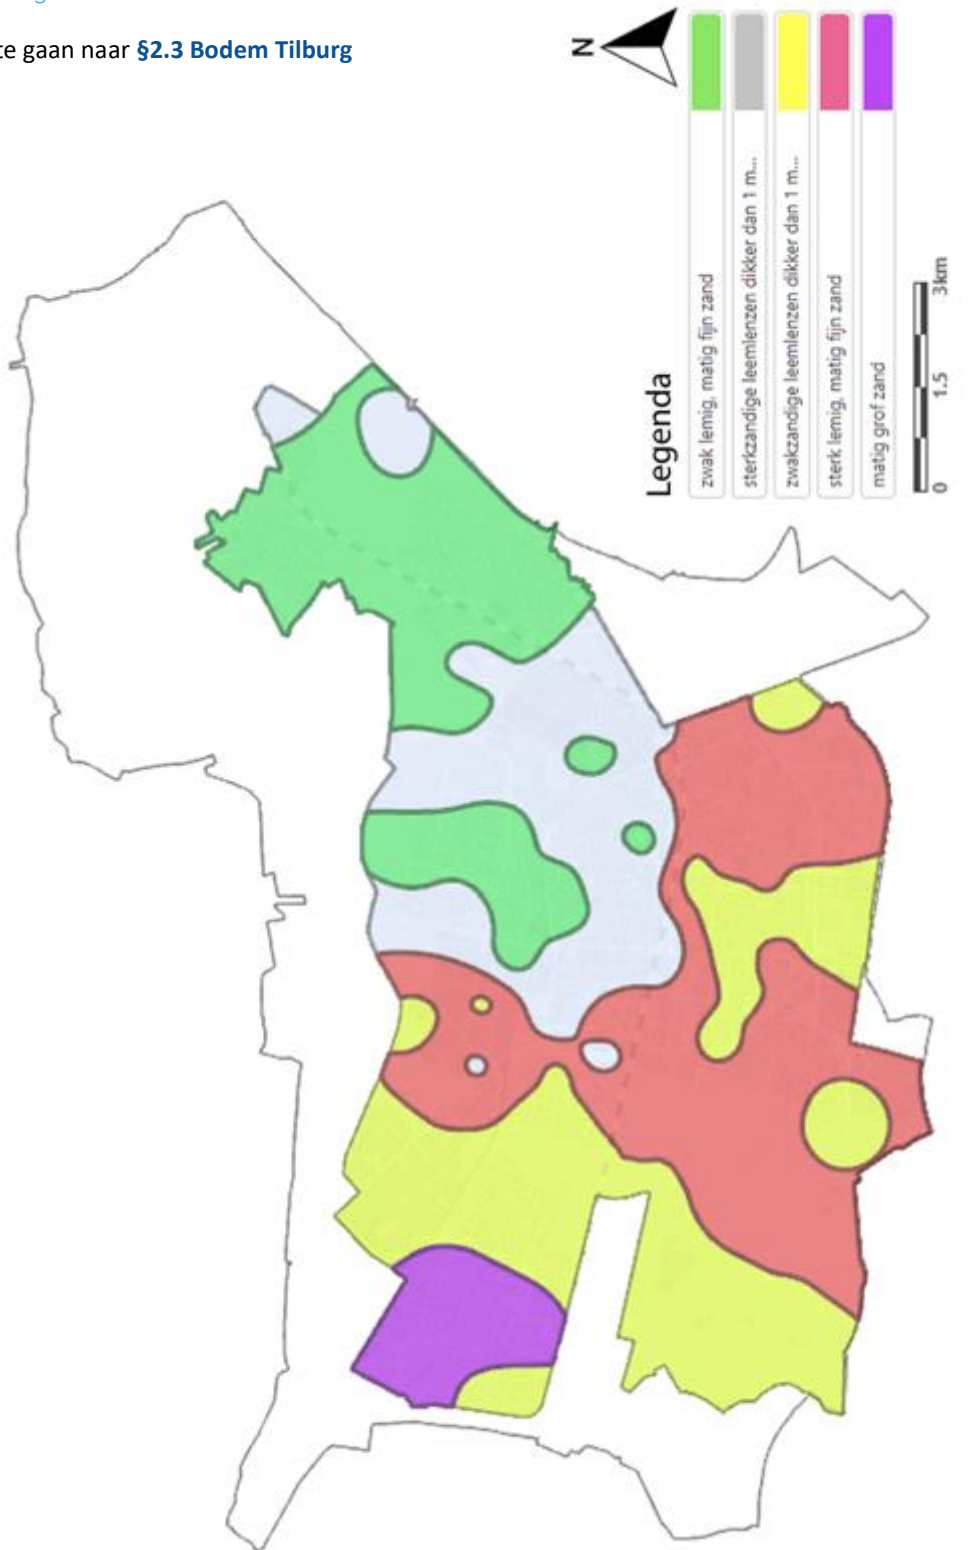 te gaan naar §2.3 Bodem Tilburg
N
Legenda
zwak lemig, matig fijn zand
sterkzandige leemlenzen dikker dan 1 m...
zwakzandige leemlenzen dikker dan 1 m...
sterk lemig, matig fijn zand
matig grof zand
0 1.5 3km